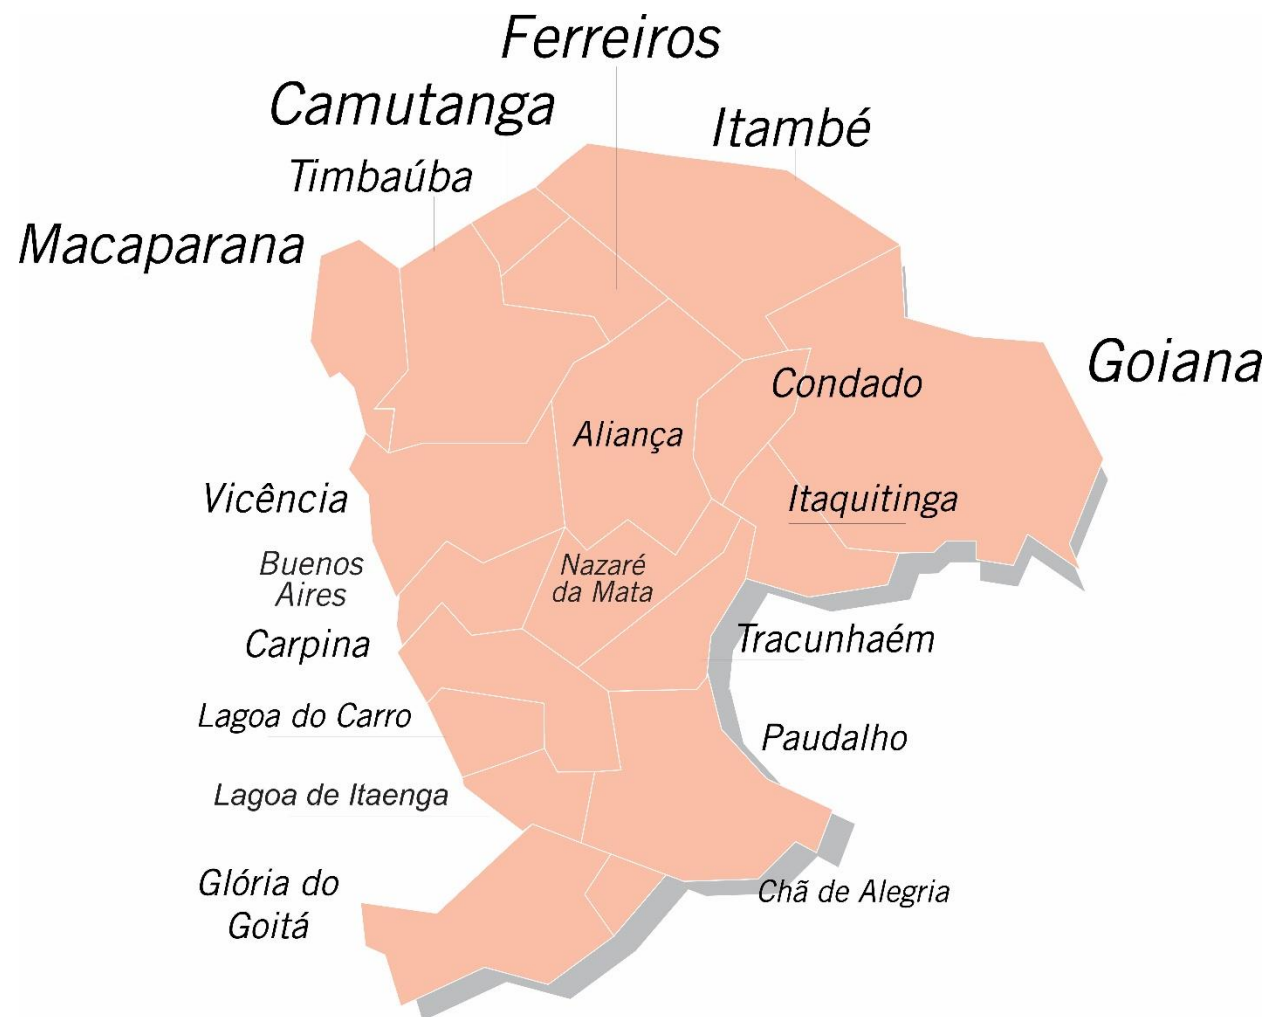 Ferreiros
Camutanga
Itambé
Timbaúba
Macaparana
Goiana
Condado
Aliança
Vicência
Itaquitinga
Buenos
Aires
Nazaré
da Mata
Carpina
Tracunhaém
Lagoa do Carro
Paudalho
Lagoa de Itaenga
Glória do
Goitá
Chã de Alegria